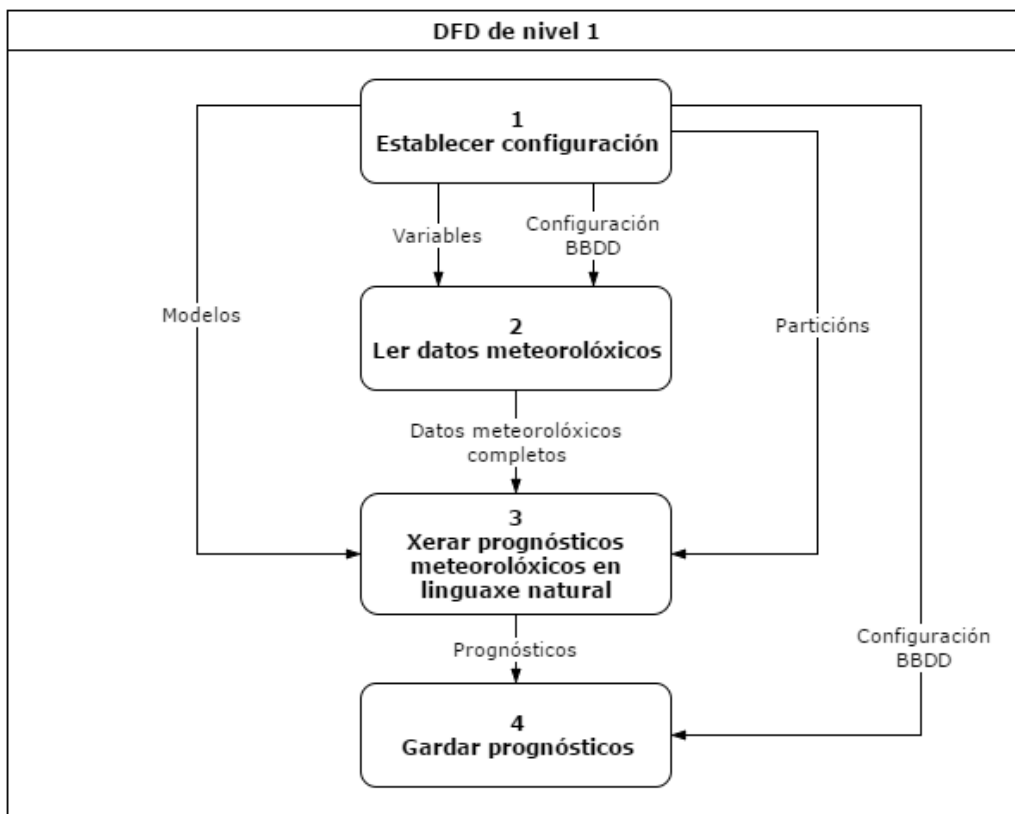 DFD de nivel 1
1
Establecer configuración
Variables
Configuración
BBDD
Modelos
Particións
2
Ler datos meteorolóxicos
Datos meteorolóxicos
completos
3
Xerar prognósticos
meteorolóxicos en
linguaxe natural
Prognósticos
Configuración
BBDD
4
Gardar prognósticos